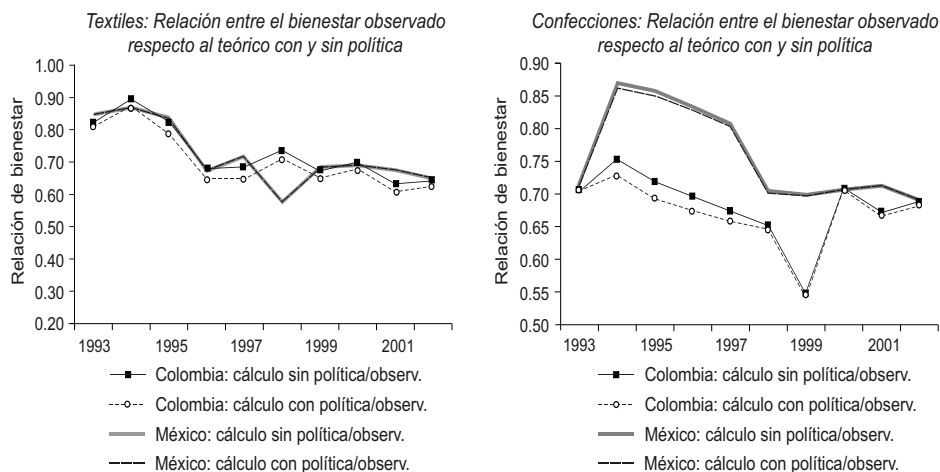 Textiles: Relación entre el bienestar observado
respecto al teórico con y sin política
1.00
0.90
0.80
0.70
0.60
0.50
0.40
0.30
0.20
Relación de bienestar
1993
1995
1997
1999
2001
Colombia: cálculo sin política/observ.
Colombia: cálculo con política/observ.
México: cálculo sin política/observ.
México: cálculo con política/observ.
Confecciones: Relación entre el bienestar observado
respecto al teórico con y sin política
0.90
0.85
0.80
0.75
0.70
0.65
0.60
0.55
0.50
Relación de bienestar
1993
1995
1997
1999
2001
Colombia: cálculo sin política/observ.
Colombia: cálculo con política/observ.
México: cálculo sin política/observ.
México: cálculo con política/observ.